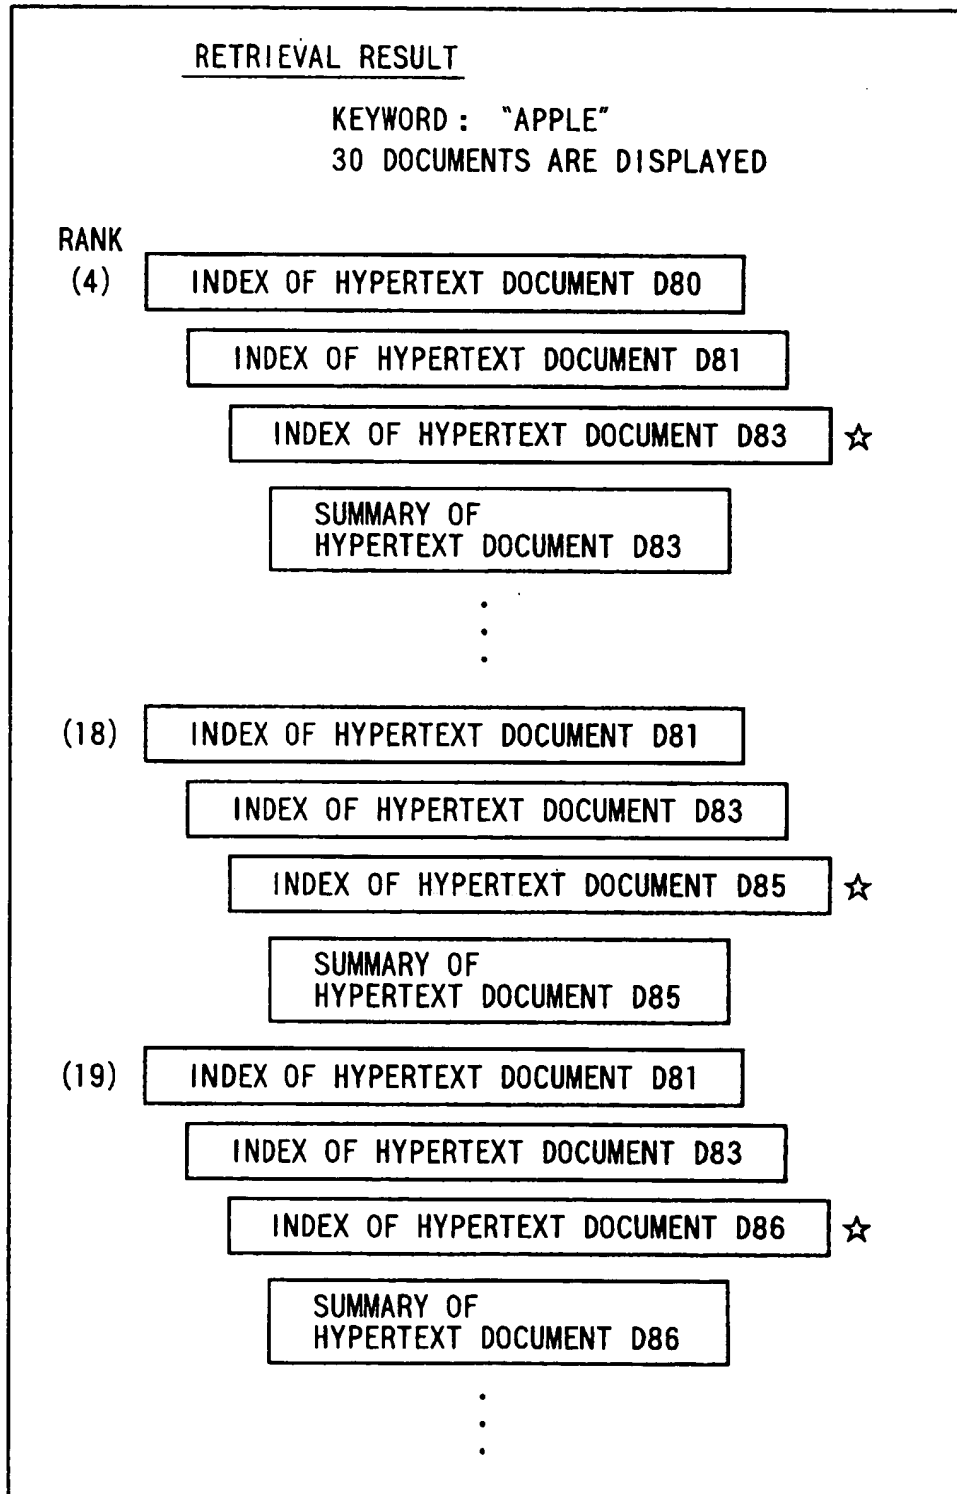 RETRIEVAL RESULT
KEYWORD : "APPLE"
30 DOCUMENTS ARE DISPLAYED
RANK
(4) INDEX OF HYPERTEXT DOCUMENT D80
INDEX OF HYPERTEXT DOCUMENT D81
INDEX OF HYPERTEXT DOCUMENT D83 ☆
SUMMARY OF
HYPERTEXT DOCUMENT D83
(18) INDEX OF HYPERTEXT DOCUMENT D81
INDEX OF HYPERTEXT DOCUMENT D83
INDEX OF HYPERTEXT DOCUMENT D85 ☆
SUMMARY OF
HYPERTEXT DOCUMENT D85
(19) INDEX OF HYPERTEXT DOCUMENT D81
INDEX OF HYPERTEXT DOCUMENT D83
INDEX OF HYPERTEXT DOCUMENT D86 ☆
SUMMARY OF
HYPERTEXT DOCUMENT D86